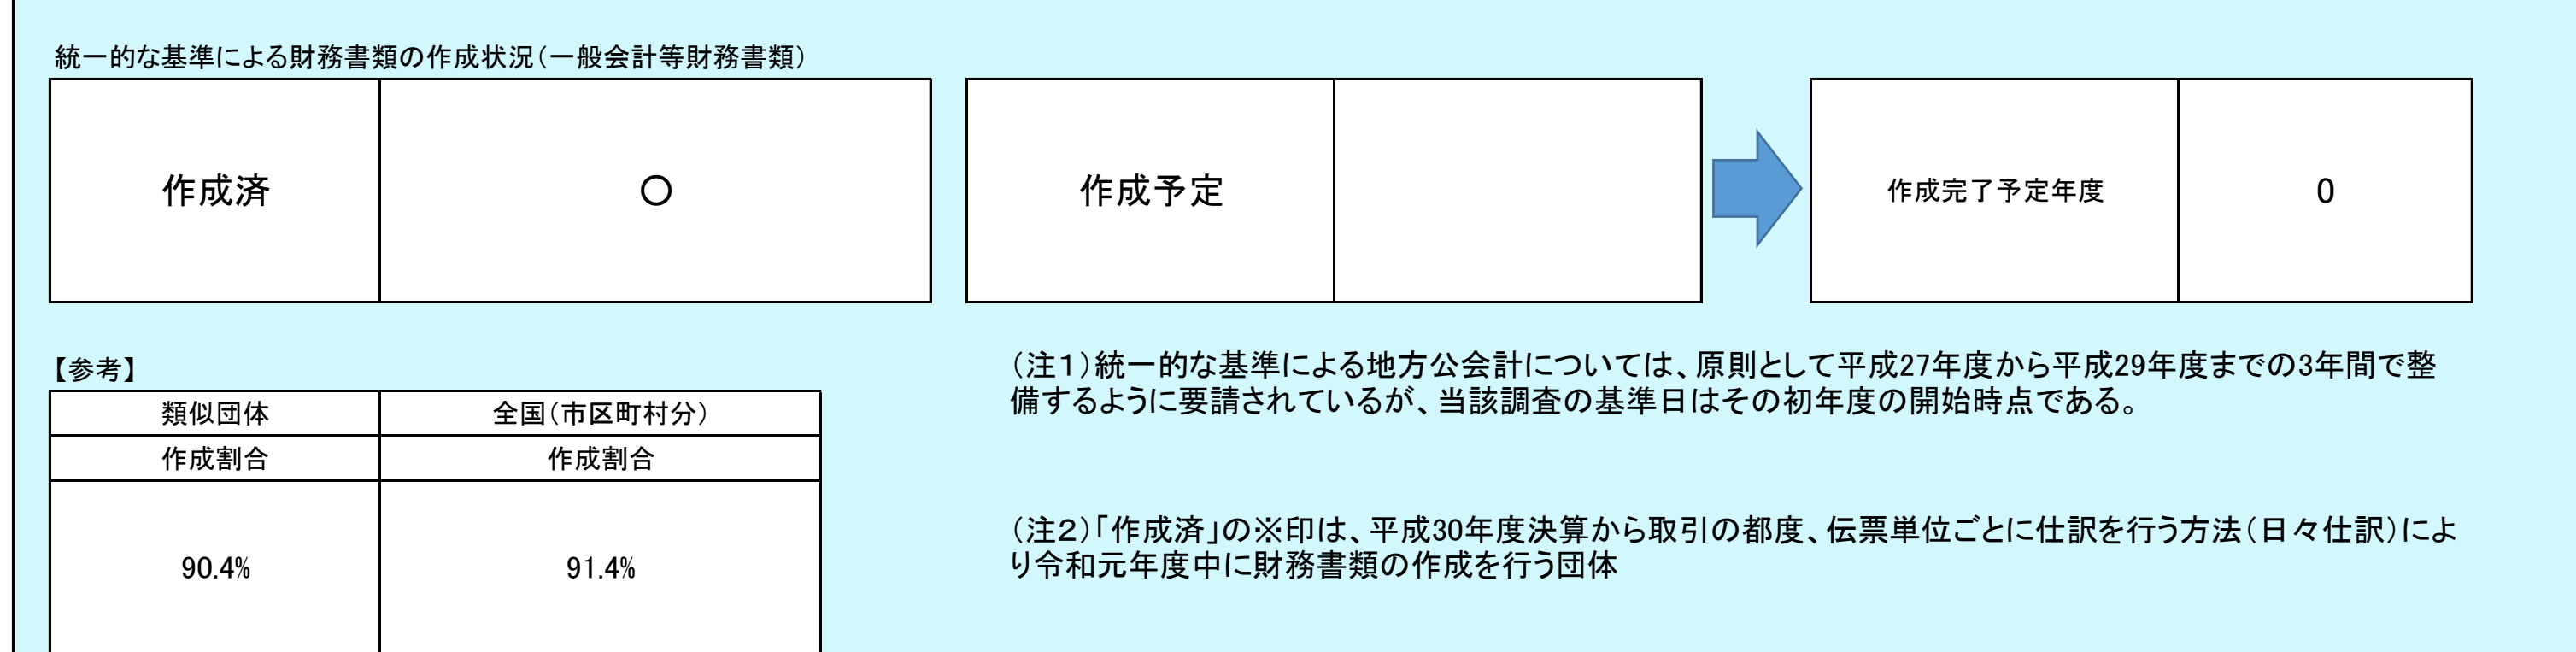 統一的な基準による財務書類の作成状況（一般会計等財務書類）
作成済
○
作成予定
作成完了予定年度
0
【参考】
類似団体
全国（市区町村分）
作成割合
作成割合
90.4%
91.4%
（注１）統一的な基準による地方公会計については、原則として平成27年度から平成29年度までの3年間で整
備するように要請されているが、当該調査の基準日はその初年度の開始時点である。
（注２）「作成済」の※印は、平成30年度決算から取引の都度、伝票単位ごとに仕訳を行う方法（日々仕訳）によ
り令和元年度中に財務書類の作成を行う団体